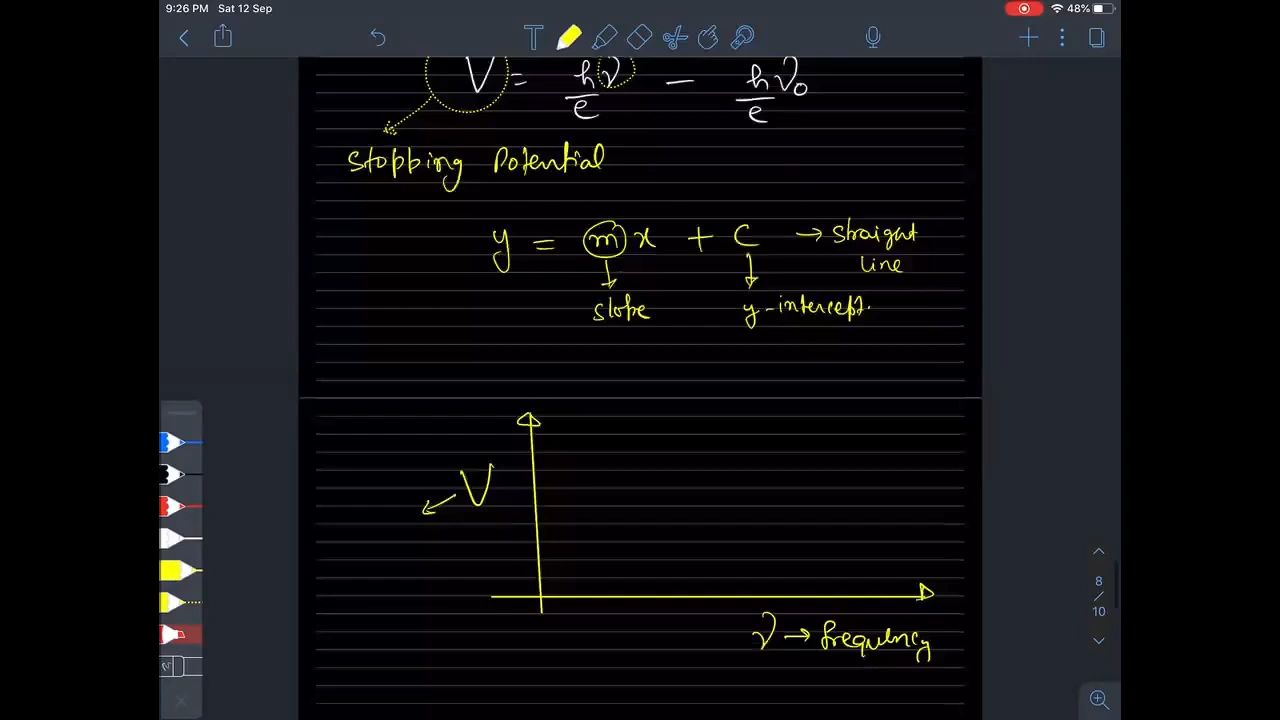 9:26 PM Sat 12 Sep
48%
V = hν/e - hν₀/e
Stopping Potential
y = mx + C → straight line
slope
y-intercept.
V
ν → frequency
8
/
10